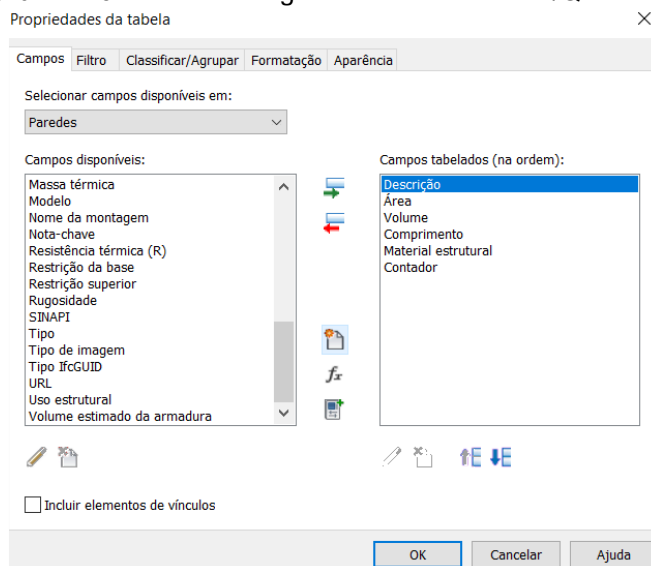 Propriedades da tabela
Campos Filtro Classificar/Agrupar Formatação Aparência
Selecionar campos disponíveis em:
Paredes
Campos disponíveis:
Massa térmica
Modelo
Nome da montagem
Nota-chave
Resistência térmica (R)
Restrição da base
Restrição superior
Rugosidade
SINAPI
Tipo
Tipo de imagem
Tipo IfcGUID
URL
Uso estrutural
Volume estimado da armadura
fx
Campos tabelados (na ordem):
Descrição
Área
Volume
Comprimento
Material estrutural
Contador
Incluir elementos de vínculos
OK Cancelar Ajuda